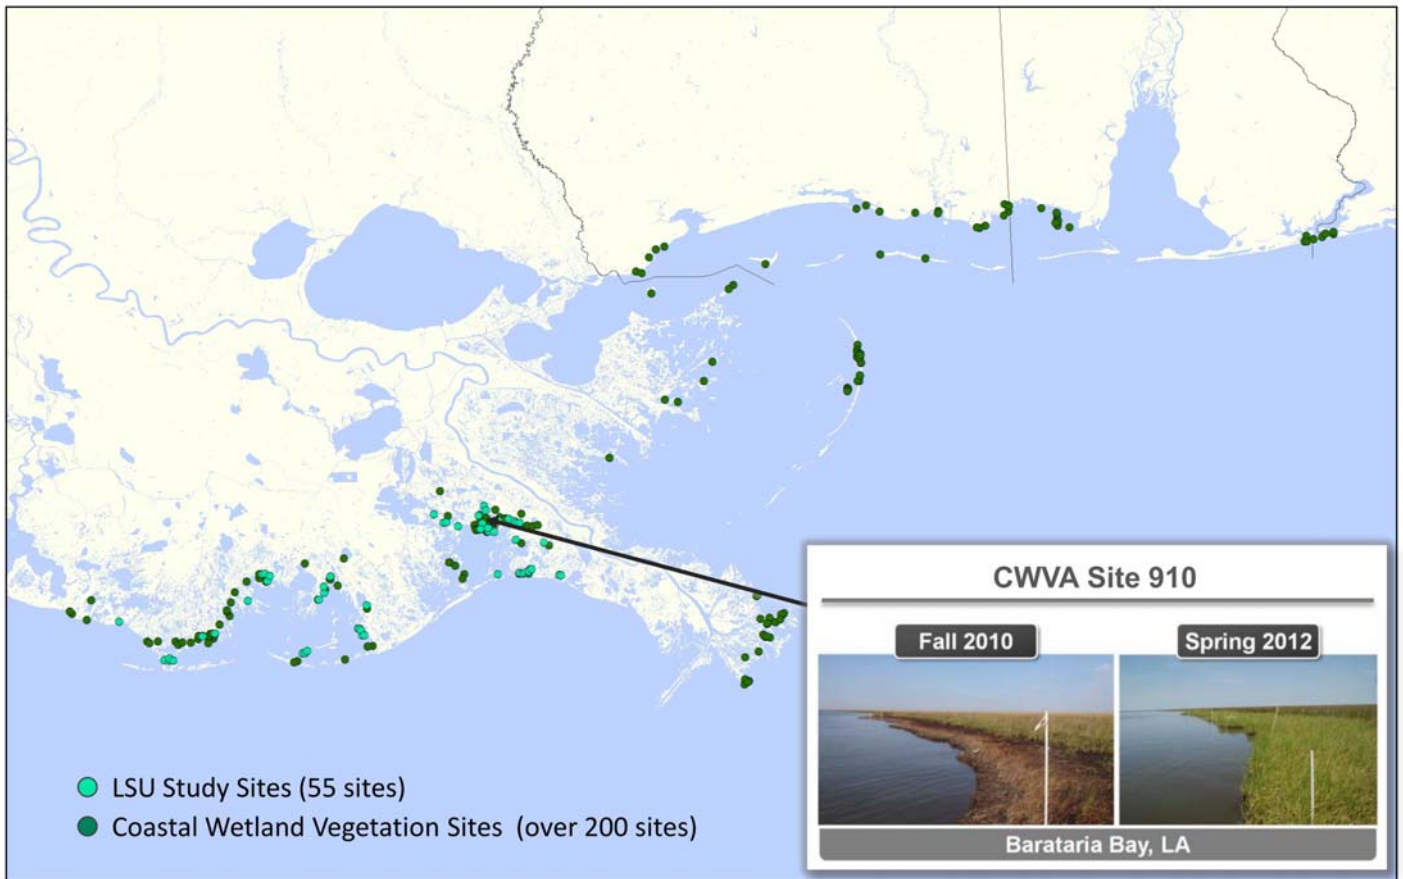 CWVA Site 910
Fall 2010
Spring 2012
Barataria Bay, LA
LSU Study Sites (55 sites)
Coastal Wetland Vegetation Sites (over 200 sites)